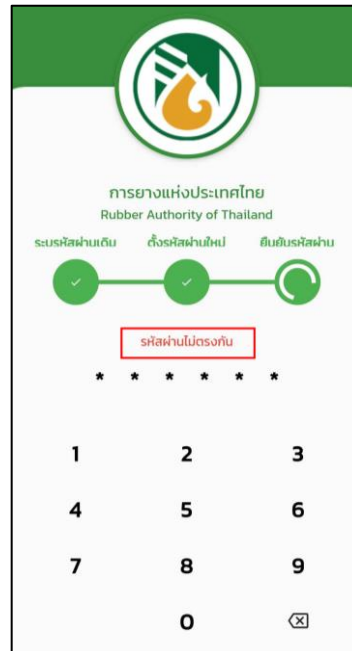 การยางแห่งประเทศไทย
Rubber Authority of Thailand
ระบุรหัสผ่านเดิม ตั้งรหัสผ่านใหม่ ยืนยันรหัสผ่าน
รหัสผ่านไม่ตรงกัน
* * * * * *
1 2 3
4 5 6
7 8 9
0